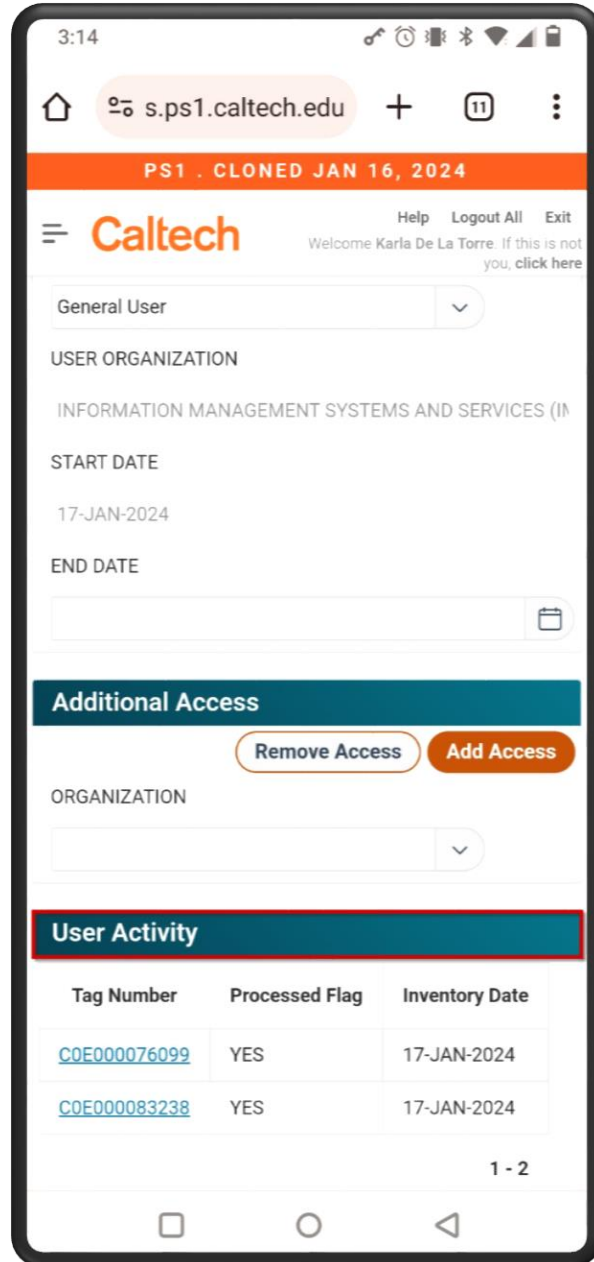 3:14
s.ps1.caltech.edu
11
PS1 . CLONED JAN 16, 2024
Caltech
Help Logout All Exit
Welcome Karla De La Torre. If this is not
you, click here
General User
USER ORGANIZATION
INFORMATION MANAGEMENT SYSTEMS AND SERVICES (IM
START DATE
17-JAN-2024
END DATE
Additional Access
Remove Access Add Access
ORGANIZATION
User Activity
Tag Number Processed Flag Inventory Date
C0E000076099 YES 17-JAN-2024
C0E000083238 YES 17-JAN-2024
1 - 2